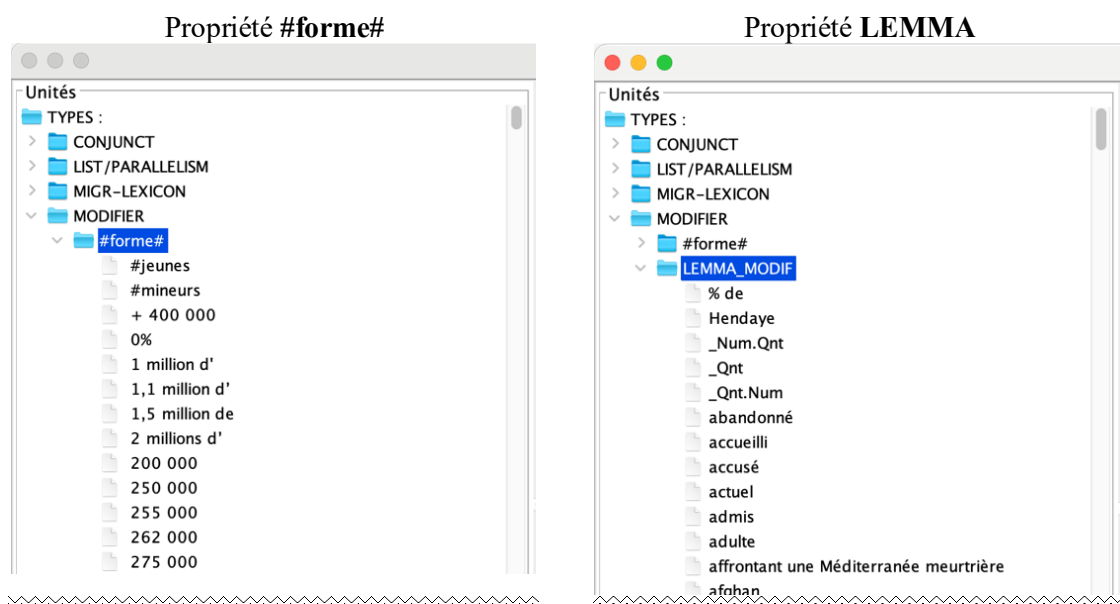 Propriété #forme#
Unités
TYPES :
CONJUNCT
LIST/PARALLELISM
MIGR-LEXICON
MODIFIER
#forme#
#jeunes
#mineurs
+ 400 000
0%
1 million d'
1,1 million d’
1,5 million de
2 millions d’
200 000
250 000
255 000
262 000
275 000
Propriété LEMMA
Unités
TYPES :
CONJUNCT
LIST/PARALLELISM
MIGR-LEXICON
MODIFIER
#forme#
LEMMA_MODIF
% de
Hendaye
_Num.Qnt
_Qnt
_Qnt.Num
abandonné
accueilli
accusé
actuel
admis
adulte
affrontant une Méditerranée meurtrière
afghan